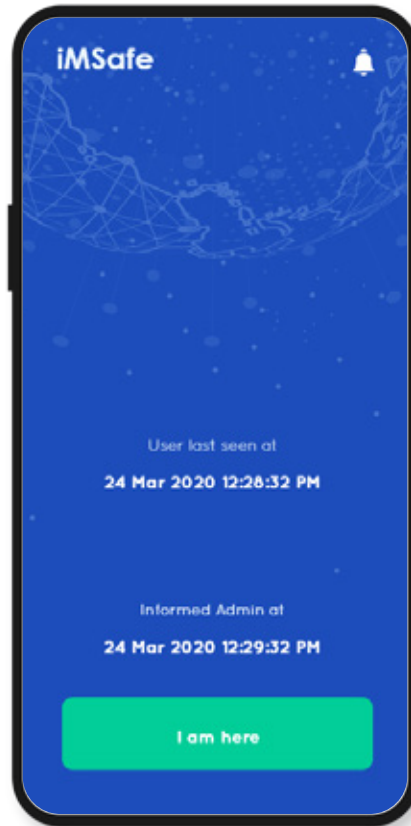 iMSafe
User last seen at
24 Mar 2020 12:28:32 PM
Informed Admin at
24 Mar 2020 12:29:32 PM
I am here